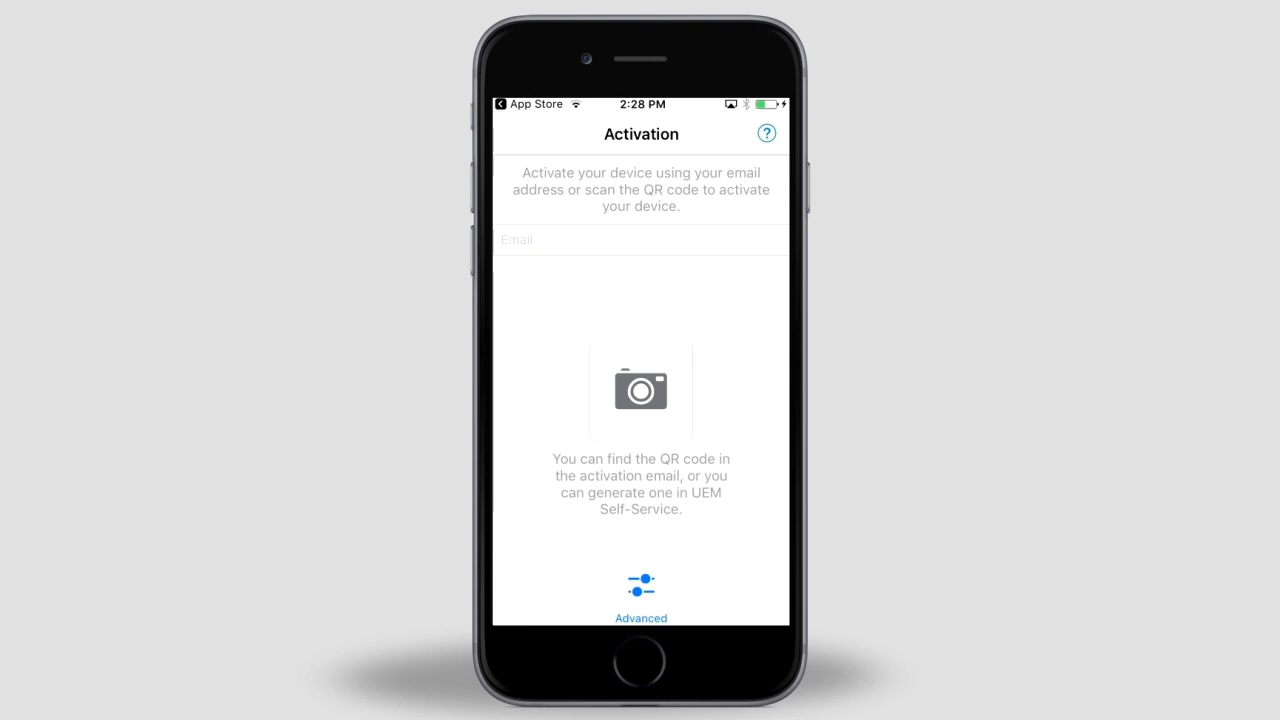 App Store 2:28 PM
Activation ?
Activate your device using your email
address or scan the QR code to activate
your device.
Email
You can find the QR code in
the activation email, or you
can generate one in UEM
Self-Service.
Advanced